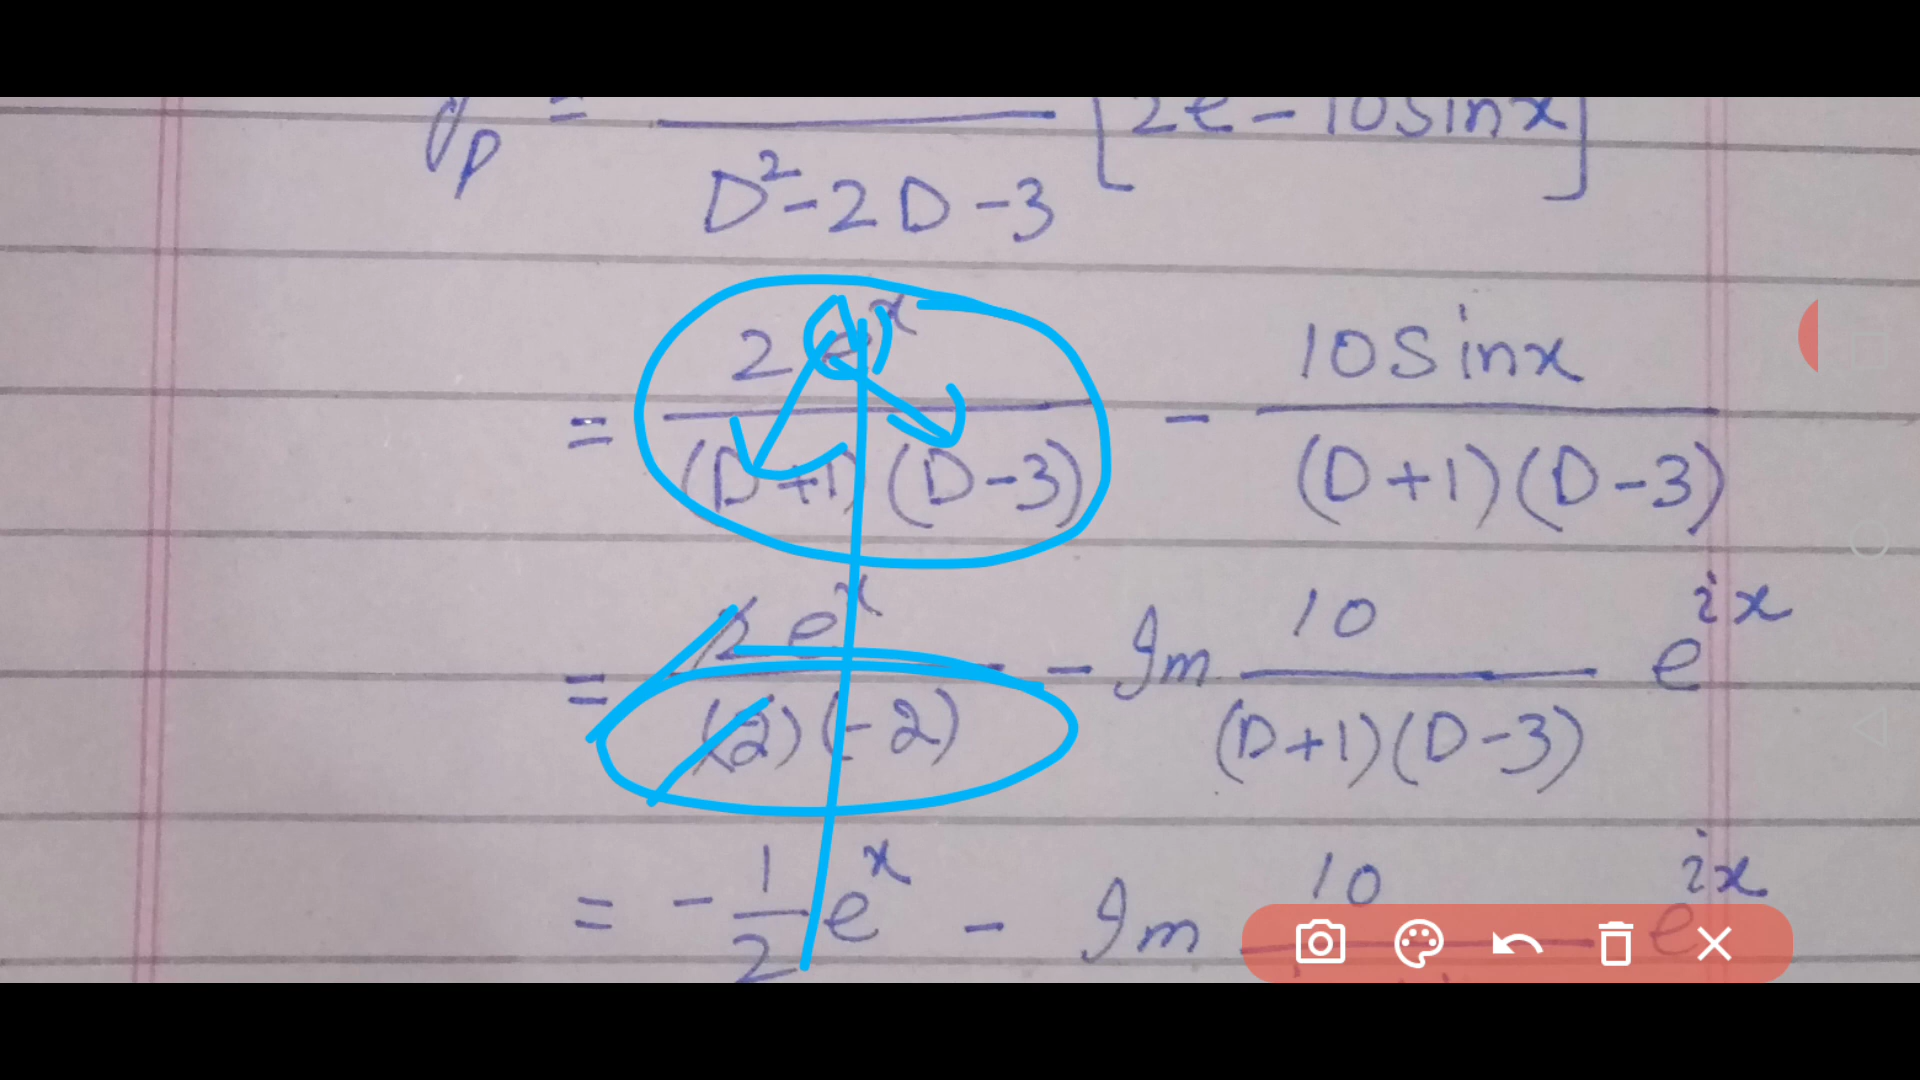 yp = ――― [2e - 10Sinx]
D² - 2D - 3
= 2e^x / (D+1)(D-3) - 10Sinx / (D+1)(D-3)
= 2e^x / (2)(-2) - Im 10 / (D+1)(D-3) e^ix
= -1/2 e^x - Im 10 e^ix